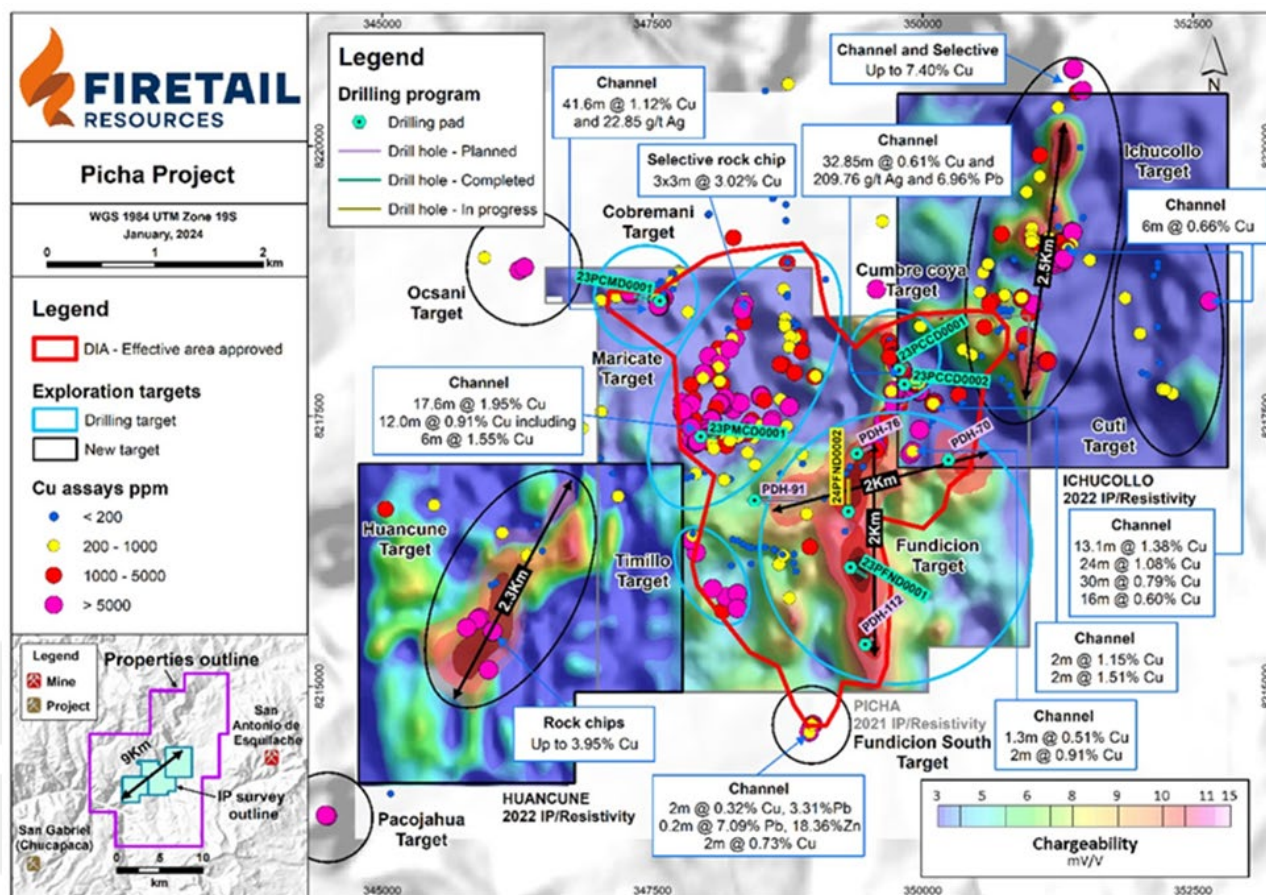 FIRETAIL
RESOURCES
Picha Project
WGS 1984 UTM Zone 19S
January, 2024
0 1 2
km
Legend
DIA - Effective area approved
Exploration targets
Drilling target
New target
Cu assays ppm
< 200
200 - 1000
1000 - 5000
> 5000
Legend
Mine
Project
Properties outline
San
Antonio de
Esquilache
9Km
IP survey
outline
San Gabriel
(Chucapaca)
0 5 10
km
345000 347500 350000 352500
8220000
8217500
8215000
8220000
8217500
8215000
345000 347500 350000
N
Legend
Drilling program
Drilling pad
Drill hole - Planned
Drill hole - Completed
Drill hole - In progress
Channel
41.6m @ 1.12% Cu
and 22.85 g/t Ag
Selective rock chip
3x3m @ 3.02% Cu
Channel and Selective
Up to 7.40% Cu
Channel
32.85m @ 0.61% Cu and
209.76 g/t Ag and 6.96% Pb
Ichucollo
Target
Channel
6m @ 0.66% Cu
Cobremani
Target
Ocsani
Target
23PCMD0001
Cumbre coya
Target
2.5Km
Maricate
Target
23PCCD0001
23PCCD0002
Channel
17.6m @ 1.95% Cu
12.0m @ 0.91% Cu including
6m @ 1.55% Cu
23PMCD0001
Cuti
Target
PDH-76
PDH-70
24PFND0002
PDH-91
2Km
2Km
ICHUCOLLO
2022 IP/Resistivity
Huancune
Target
2.3Km
Timillo
Target
Fundicion
Target
23PFND0001
PDH-112
Channel
13.1m @ 1.38% Cu
24m @ 1.08% Cu
30m @ 0.79% Cu
16m @ 0.60% Cu
Channel
2m @ 1.15% Cu
2m @ 1.51% Cu
Rock chips
Up to 3.95% Cu
PICHA
2021 IP/Resistivity
Fundicion South
Target
Channel
1.3m @ 0.51% Cu
2m @ 0.91% Cu
HUANCUNE
2022 IP/Resistivity
Pacojahua
Target
Channel
2m @ 0.32% Cu, 3.31%Pb
0.2m @ 7.09% Pb, 18.36%Zn
2m @ 0.73% Cu
3 5 6 8 9 10 11 15
Chargeability
mV/V